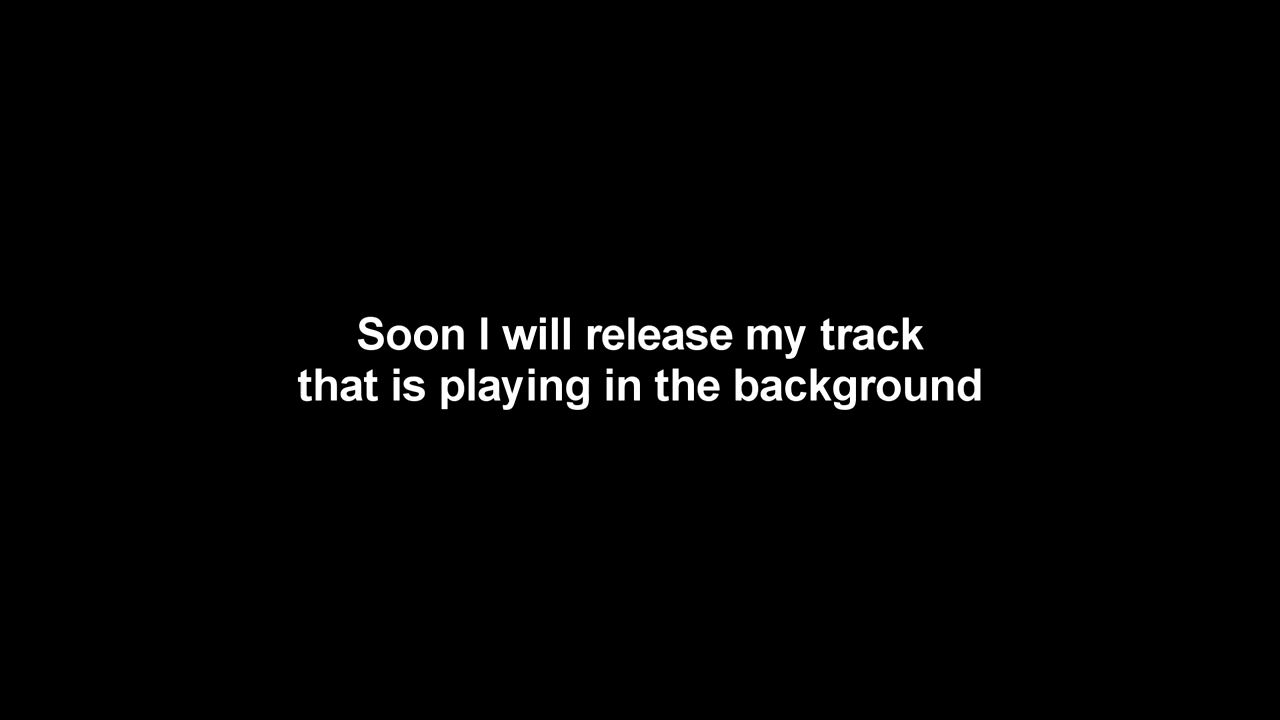 Soon I will release my track
that is playing in the background